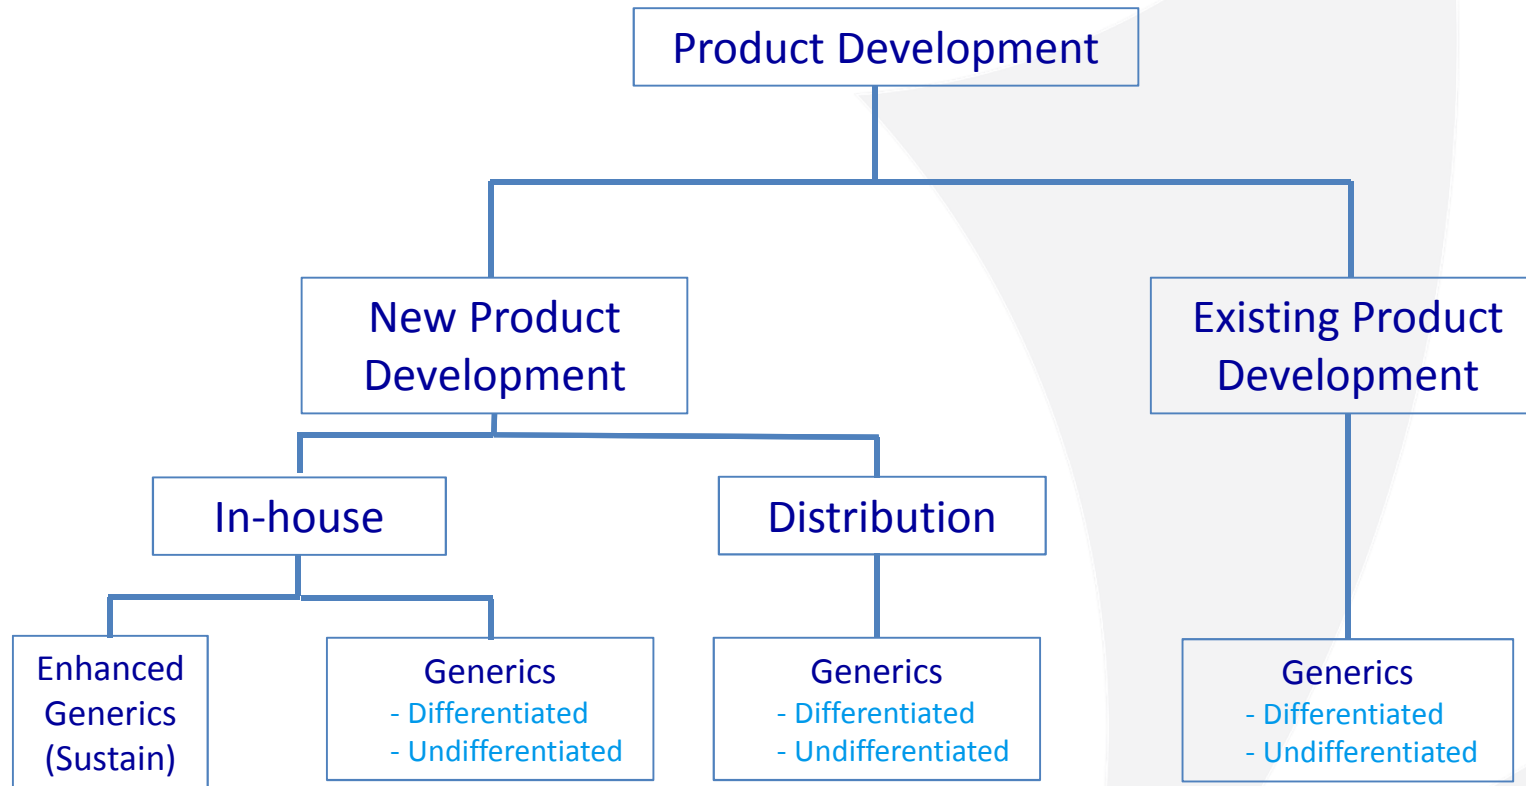 Product Development
New Product
Development
Existing Product
Development
In-house
Distribution
Enhanced
Generics
(Sustain)
Generics
- Differentiated
- Undifferentiated
Generics
- Differentiated
- Undifferentiated
Generics
- Differentiated
- Undifferentiated